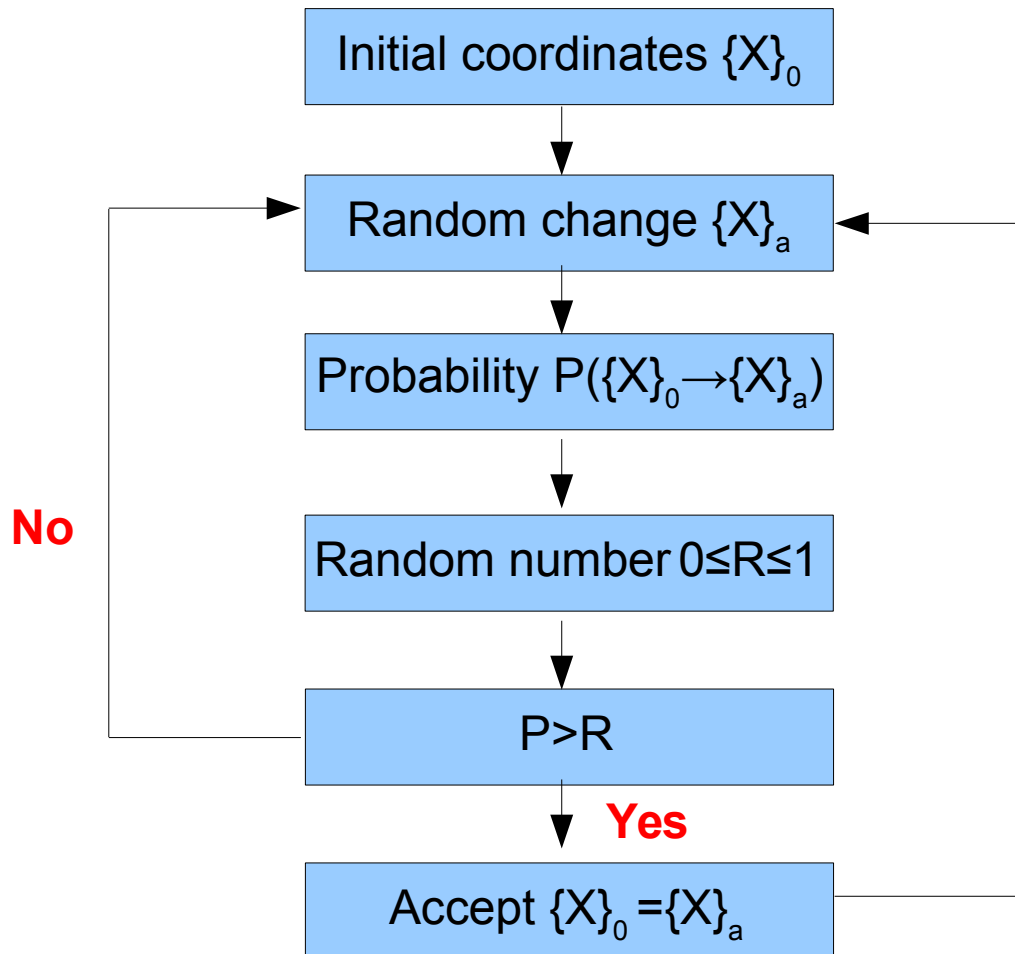 Initial coordinates {X}₀
Random change {X}ₐ
Probability P({X}₀→{X}ₐ)
No
Random number 0≤R≤1
P>R
Yes
Accept {X}₀={X}ₐ